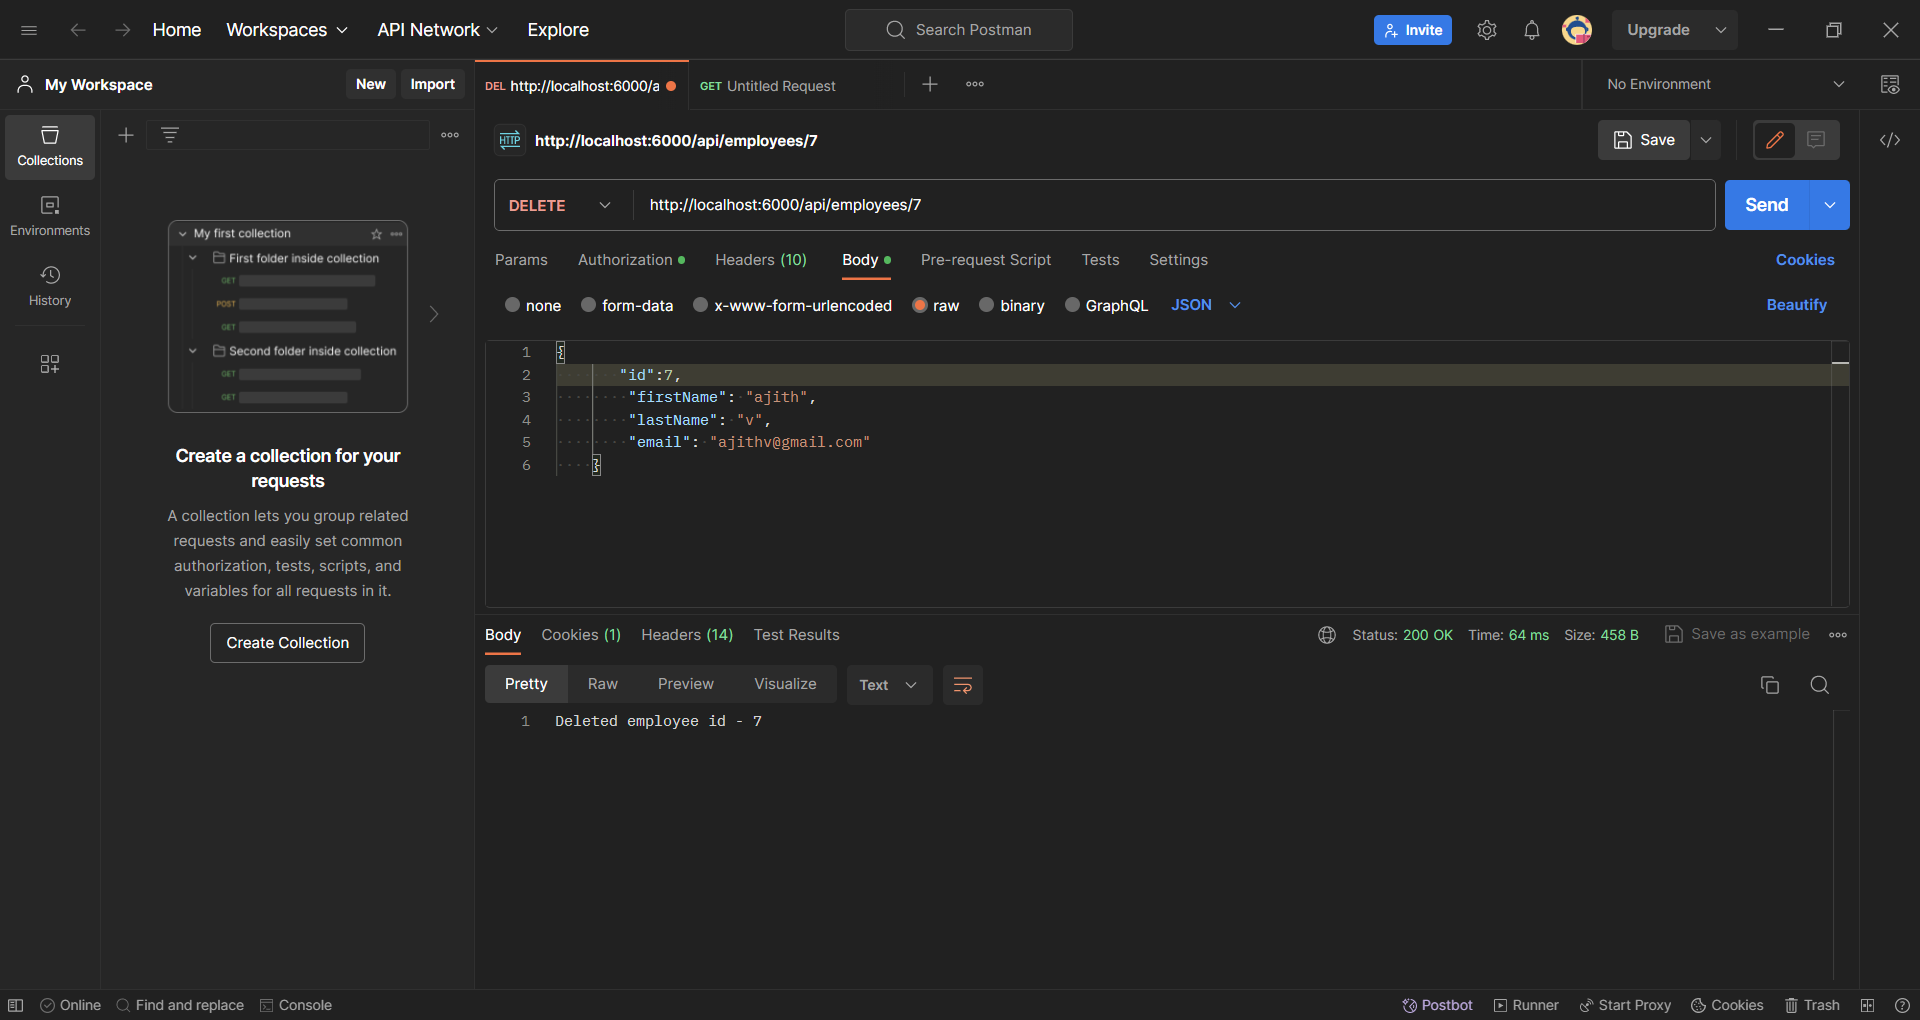 Home Workspaces API Network Explore Search Postman Invite Upgrade
My Workspace New Import DEL http://localhost:6000/a GET Untitled Request No Environment
Collections
Environments
History
My first collection
First folder inside collection
GET
POST
GET
Second folder inside collection
GET
GET
Create a collection for your
requests
A collection lets you group related
requests and easily set common
authorization, tests, scripts, and
variables for all requests in it.
Create Collection
HTTP http://localhost:6000/api/employees/7 Save
DELETE http://localhost:6000/api/employees/7 Send
Params Authorization Headers (10) Body Pre-request Script Tests Settings Cookies
none form-data x-www-form-urlencoded raw binary GraphQL JSON Beautify
1 {
2 "id":7,
3 "firstName": "ajith",
4 "lastName": "v",
5 "email": "ajithv@gmail.com"
6 }
Body Cookies (1) Headers (14) Test Results Status: 200 OK Time: 64 ms Size: 458 B Save as example
Pretty Raw Preview Visualize Text
1 Deleted employee id - 7
Online Find and replace Console Postbot Runner Start Proxy Cookies Trash